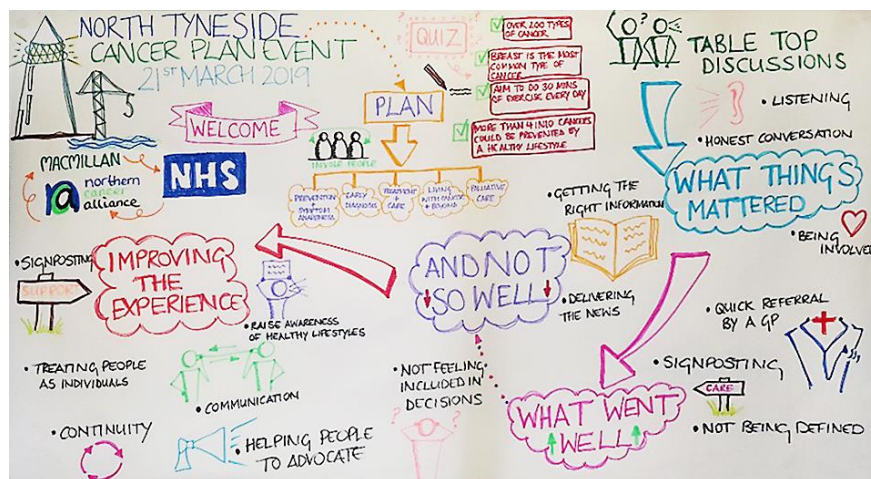 NORTH TYNESIDE
CANCER PLAN EVENT
21ST MARCH 2019
WELCOME
MACMILLAN
northern
cancer
alliance
NHS
PLAN
INVOLVE PEOPLE
PREVENTION
+
SYMPTOM
AWARENESS
EARLY
DIAGNOSIS
TREATMENT
+
CARE
LIVING
WITH CANCER
+ BEYOND
PALLIATIVE
CARE
QUIZ
OVER 200 TYPES
OF CANCER
BREAST IS THE MOST
COMMON TYPE OF
CANCER
AIM TO DO 30 MINS
OF EXERCISE EVERY DAY
MORE THAN 4 IN 10 CANCERS
COULD BE PREVENTED BY
A HEALTHY LIFESTYLE
TABLE TOP
DISCUSSIONS
• LISTENING
• HONEST CONVERSATION
WHAT THINGS
MATTERED
• GETTING THE
RIGHT INFORMATION
• BEING
INVOLVED
WHAT WENT
WELL
• QUICK REFERRAL
BY A GP
• SIGNPOSTING
CARE
• NOT BEING DEFINED
AND NOT
SO WELL
• DELIVERING
THE NEWS
• NOT FEELING
INCLUDED IN
DECISIONS
IMPROVING
THE
EXPERIENCE
• SIGNPOSTING
SUPPORT
• RAISE AWARENESS
OF HEALTHY LIFESTYLES
• TREATING PEOPLE
AS INDIVIDUALS
• COMMUNICATION
• CONTINUITY
• HELPING PEOPLE
TO ADVOCATE